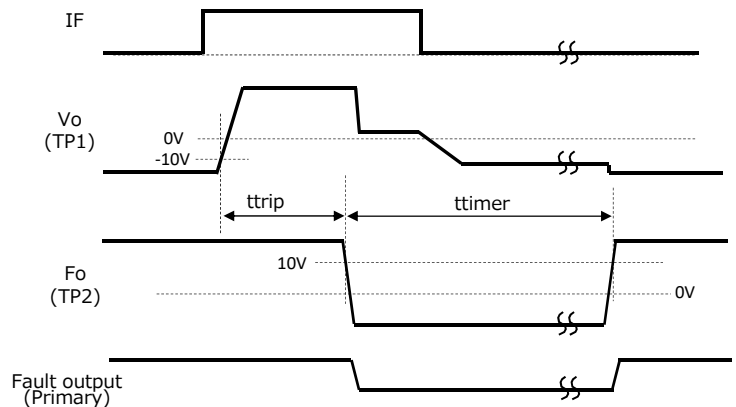 IF
Vo
(TP1)
0V
-10V
ttrip
ttimer
Fo
(TP2)
10V
0V
Fault output
(Primary)